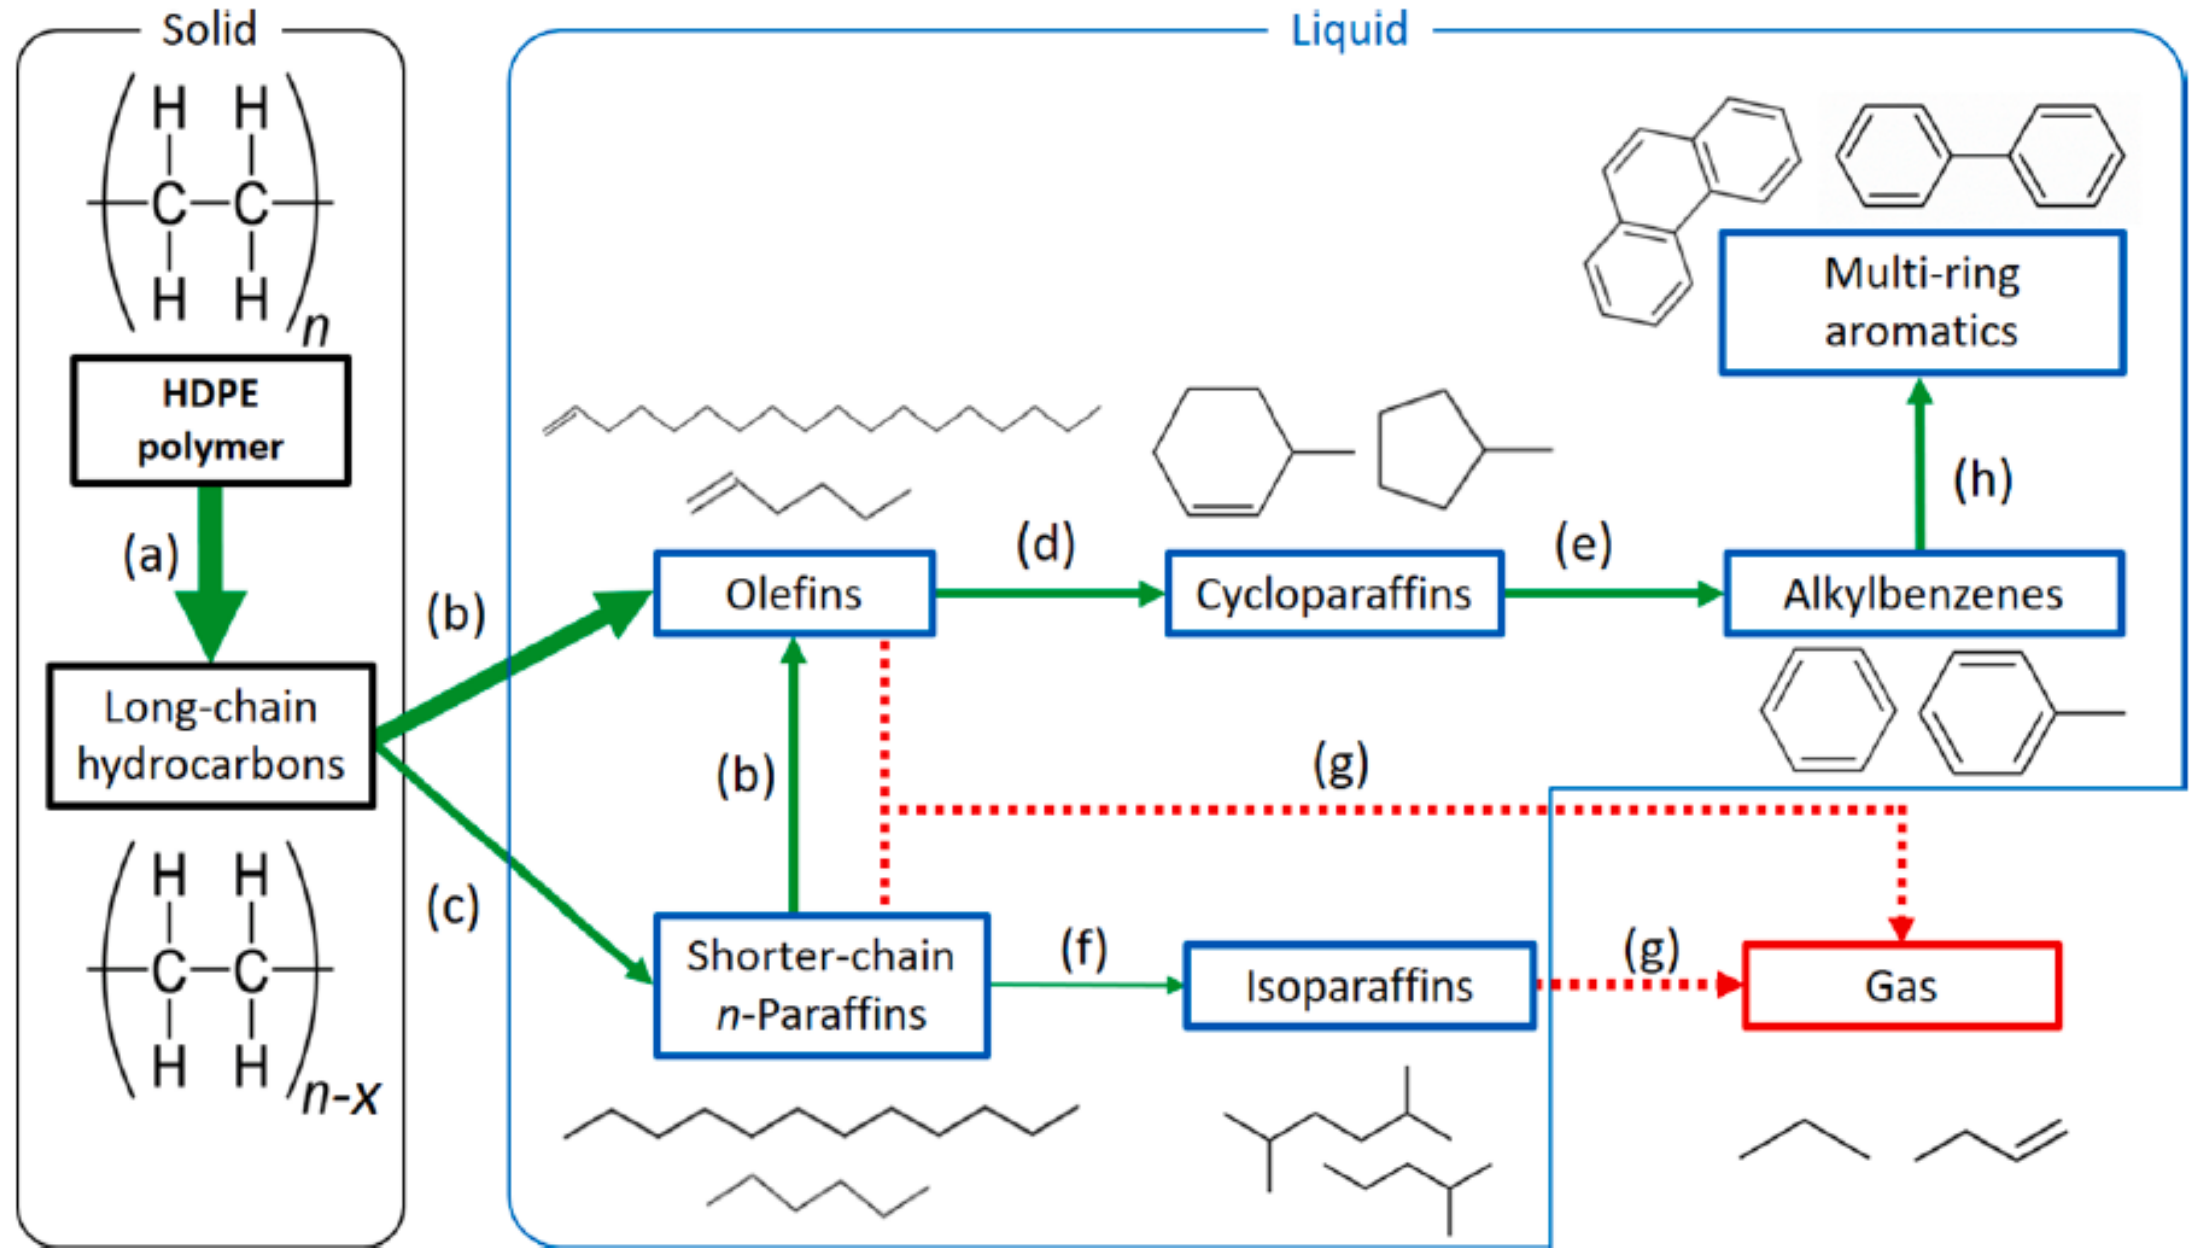 Solid
Liquid
H H
C C
H H
n
HDPE
polymer
(a)
Long-chain
hydrocarbons
H H
C C
H H
n-x
(b)
(c)
Olefins
(d)
Cycloparaffins
(e)
Alkylbenzenes
(h)
Multi-ring
aromatics
(b)
(g)
Shorter-chain
n-Paraffins
(f)
Isoparaffins
(g)
Gas